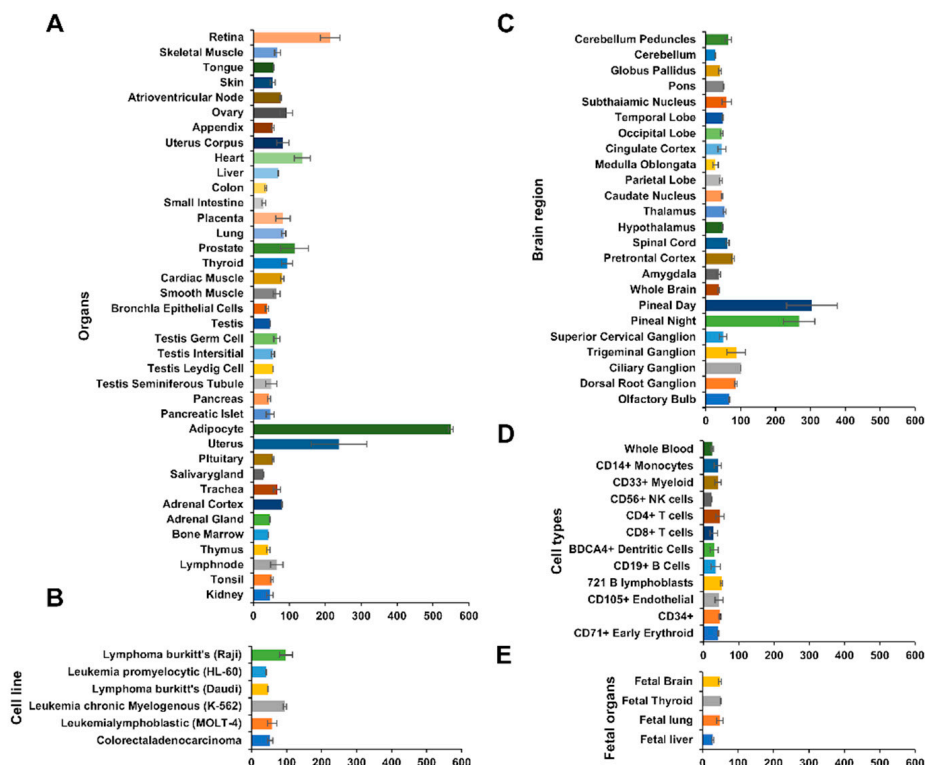 A
Organs
Retina
Skeletal Muscle
Tongue
Skin
Atrioventricular Node
Ovary
Appendix
Uterus Corpus
Heart
Liver
Colon
Small Intestino
Placenta
Lung
Prostate
Thyroid
Cardiac Muscle
Smooth Muscle
Bronchla Epithelial Cells
Testis
Testis Germ Cell
Testis Intersitial
Testis Leydig Cell
Testis Seminiferous Tubule
Pancreas
Pancreatic Islet
Adipocyte
Uterus
PItuitary
Salivarygland
Trachea
Adrenal Cortex
Adrenal Gland
Bone Marrow
Thymus
Lymphnode
Tonsil
Kidney
0 100 200 300 400 500 600
B
Cell line
Lymphoma burkitt's (Raji)
Leukemia promyelocytic (HL-60)
Lymphoma burkitt's (Daudi)
Leukemia chronic Myelogenous (K-562)
Leukemialymphoblastic (MOLT-4)
Colorectaladenocarcinoma
0 100 200 300 400 500 600
C
Brain region
Cerebellum Peduncles
Cerebellum
Globus Pallidus
Pons
Subthaiamic Nucleus
Temporal Lobe
Occipital Lobe
Cingulate Cortex
Medulla Oblongata
Parietal Lobe
Caudate Nucleus
Thalamus
Hypothalamus
Spinal Cord
Pretrontal Cortex
Amygdala
Whole Brain
Pineal Day
Pineal Night
Superior Cervical Ganglion
Trigeminal Ganglion
Ciliary Ganglion
Dorsal Root Ganglion
Olfactory Bulb
0 100 200 300 400 500 600
D
Cell types
Whole Blood
CD14+ Monocytes
CD33+ Myeloid
CD56+ NK cells
CD4+ T cells
CD8+ T cells
BDCA4+ Dentritic Cells
CD19+ B Cells
721 B lymphoblasts
CD105+ Endothelial
CD34+
CD71+ Early Erythroid
0 100 200 300 400 500 600
E
Fetal organs
Fetal Brain
Fetal Thyroid
Fetal lung
Fetal liver
0 100 200 300 400 500 600